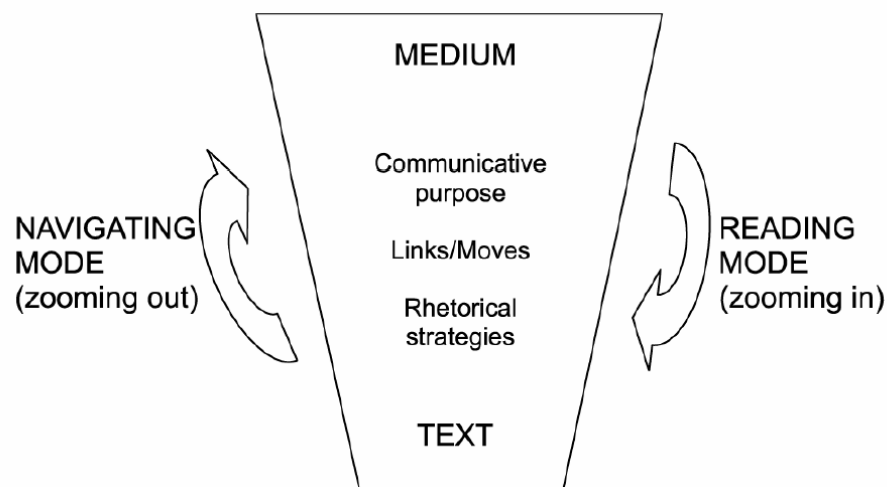 MEDIUM
Communicative
purpose
Links/Moves
Rhetorical
strategies
TEXT
NAVIGATING
MODE
(zooming out)
READING
MODE
(zooming in)